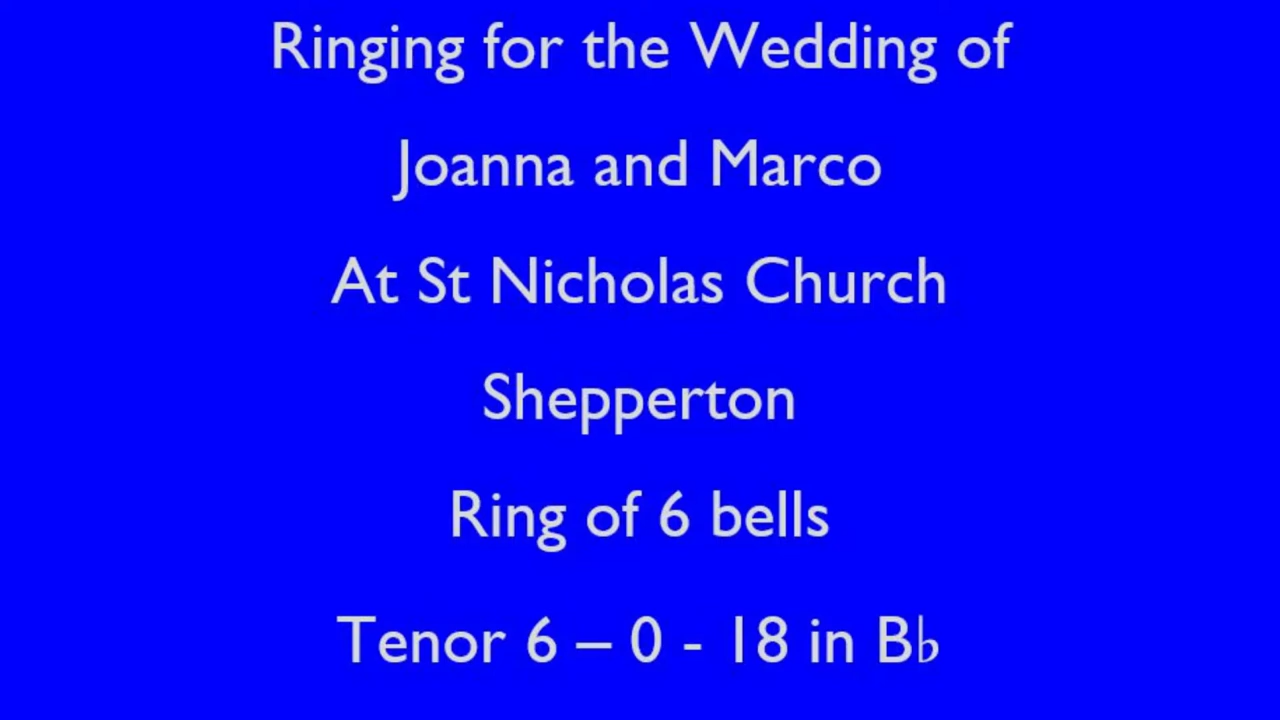 Ringing for the Wedding of
Joanna and Marco
At St Nicholas Church
Shepperton
Ring of 6 bells
Tenor 6 – 0 - 18 in B♭